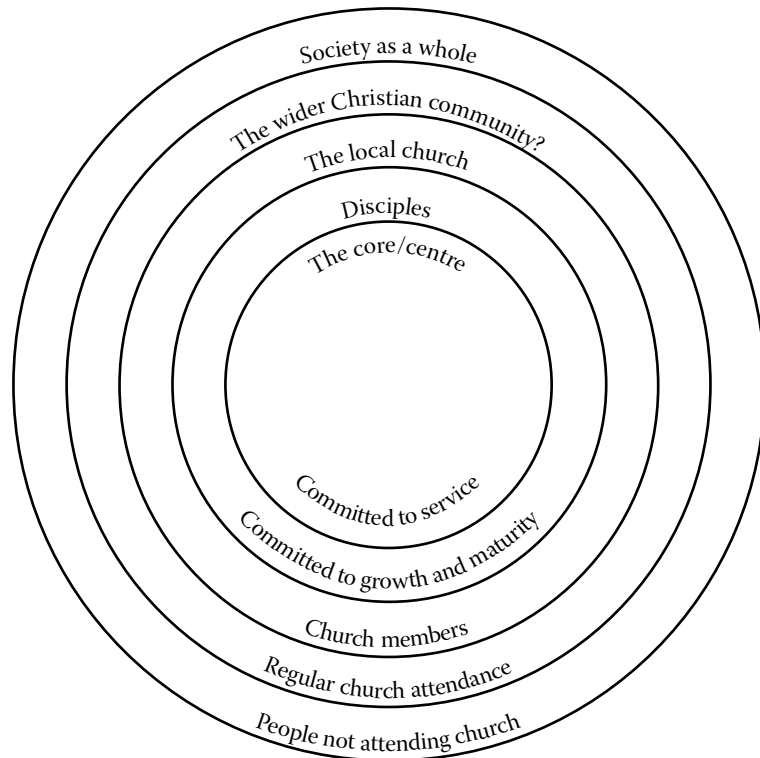 Society as a whole
The wider Christian community?
The local church
Disciples
The core/centre
Committed to service
Committed to growth and maturity
Church members
Regular church attendance
People not attending church